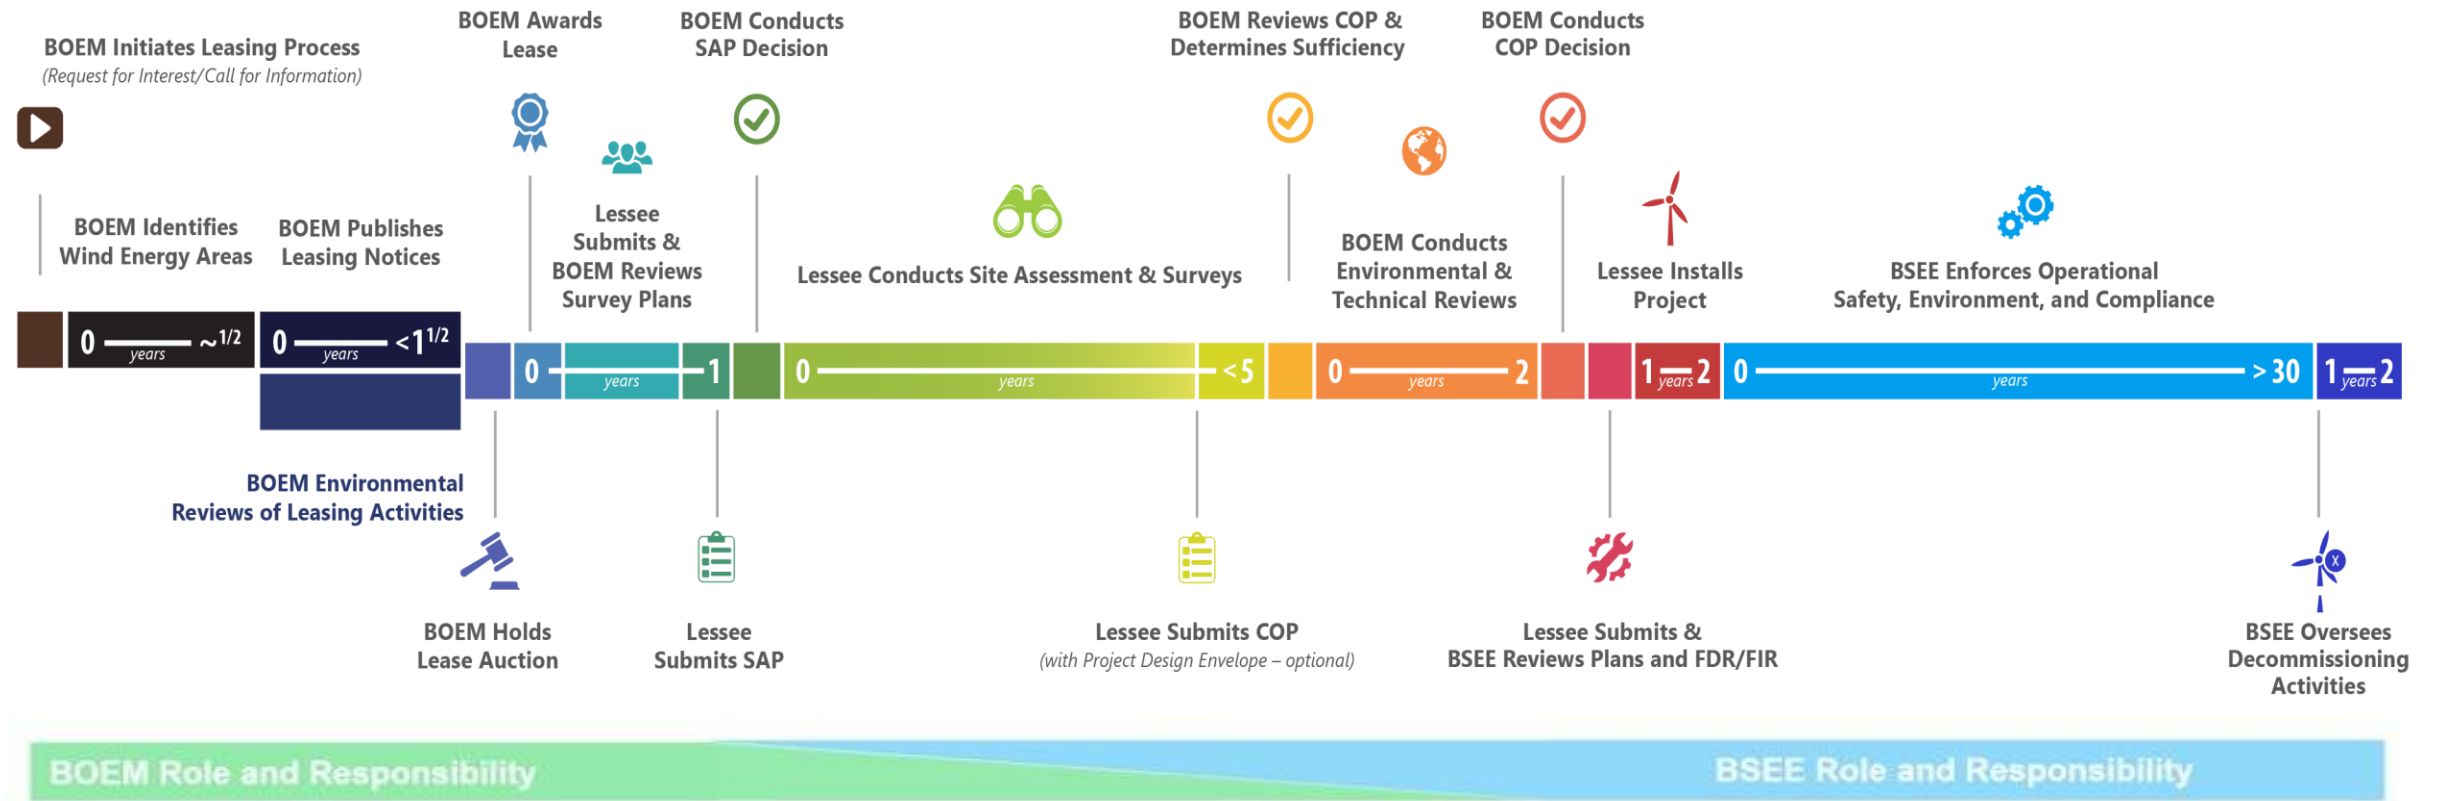 BOEM Initiates Leasing Process
(Request for Interest/Call for Information)
BOEM Awards
Lease
BOEM Conducts
SAP Decision
BOEM Reviews COP &
Determines Sufficiency
BOEM Conducts
COP Decision
BOEM Identifies
Wind Energy Areas
BOEM Publishes
Leasing Notices
Lessee
Submits &
BOEM Reviews
Survey Plans
Lessee Conducts Site Assessment & Surveys
BOEM Conducts
Environmental &
Technical Reviews
Lessee Installs
Project
BSEE Enforces Operational
Safety, Environment, and Compliance
0 years ~1/2
0 years <1 1/2
0 years 1
0 years <5
0 years 2
1 years 2
0 years > 30
1 years 2
BOEM Environmental
Reviews of Leasing Activities
BOEM Holds
Lease Auction
Lessee
Submits SAP
Lessee Submits COP
(with Project Design Envelope – optional)
Lessee Submits &
BSEE Reviews Plans and FDR/FIR
X
BSEE Oversees
Decommissioning
Activities
BOEM Role and Responsibility
BSEE Role and Responsibility